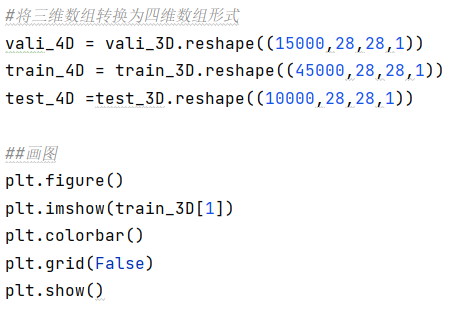 #将三维数组转换为四维数组形式
vali_4D = vali_3D.reshape((15000,28,28,1))
train_4D = train_3D.reshape((45000,28,28,1))
test_4D =test_3D.reshape((10000,28,28,1))
##画图
plt.figure()
plt.imshow(train_3D[1])
plt.colorbar()
plt.grid(False)
plt.show()